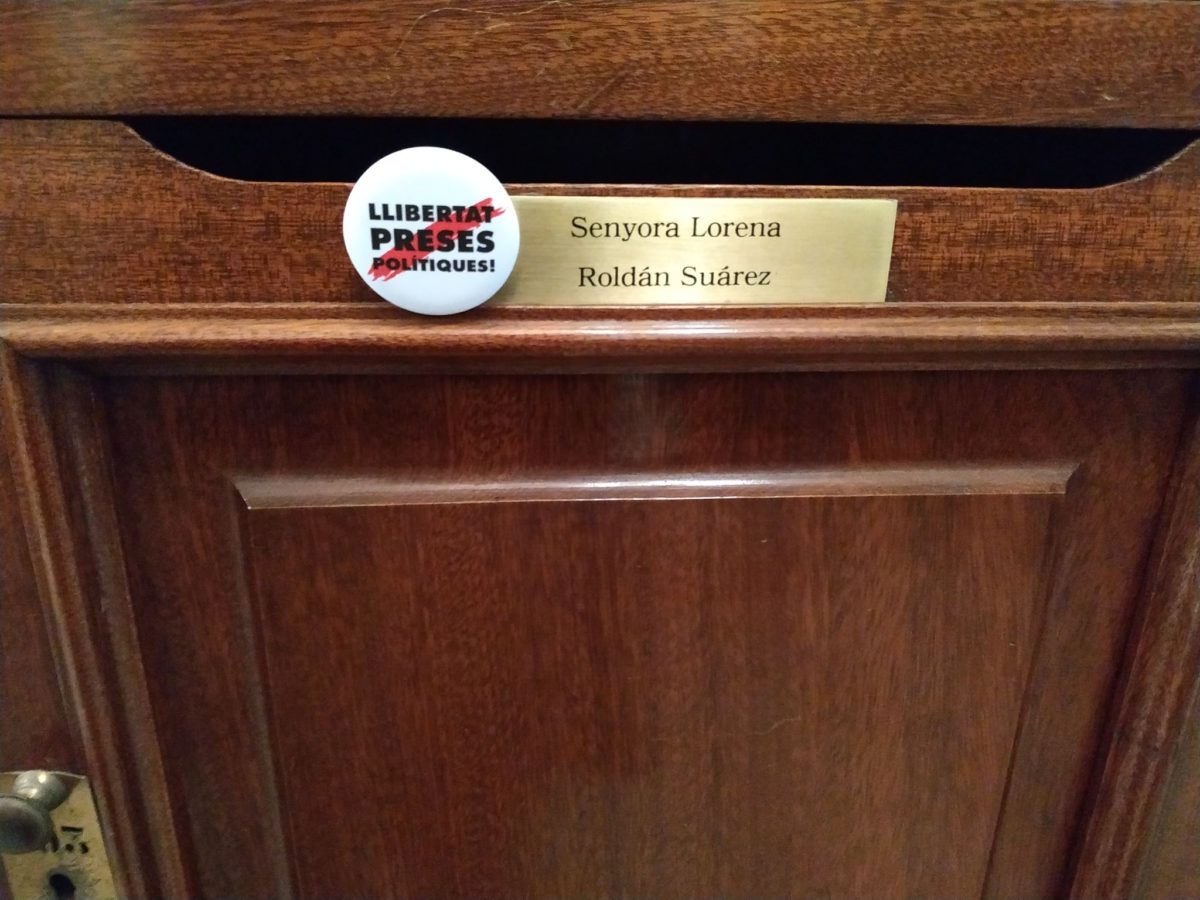 LLIBERTAT
PRESES
POLÍTIQUES!
Senyora Lorena
Roldán Suárez